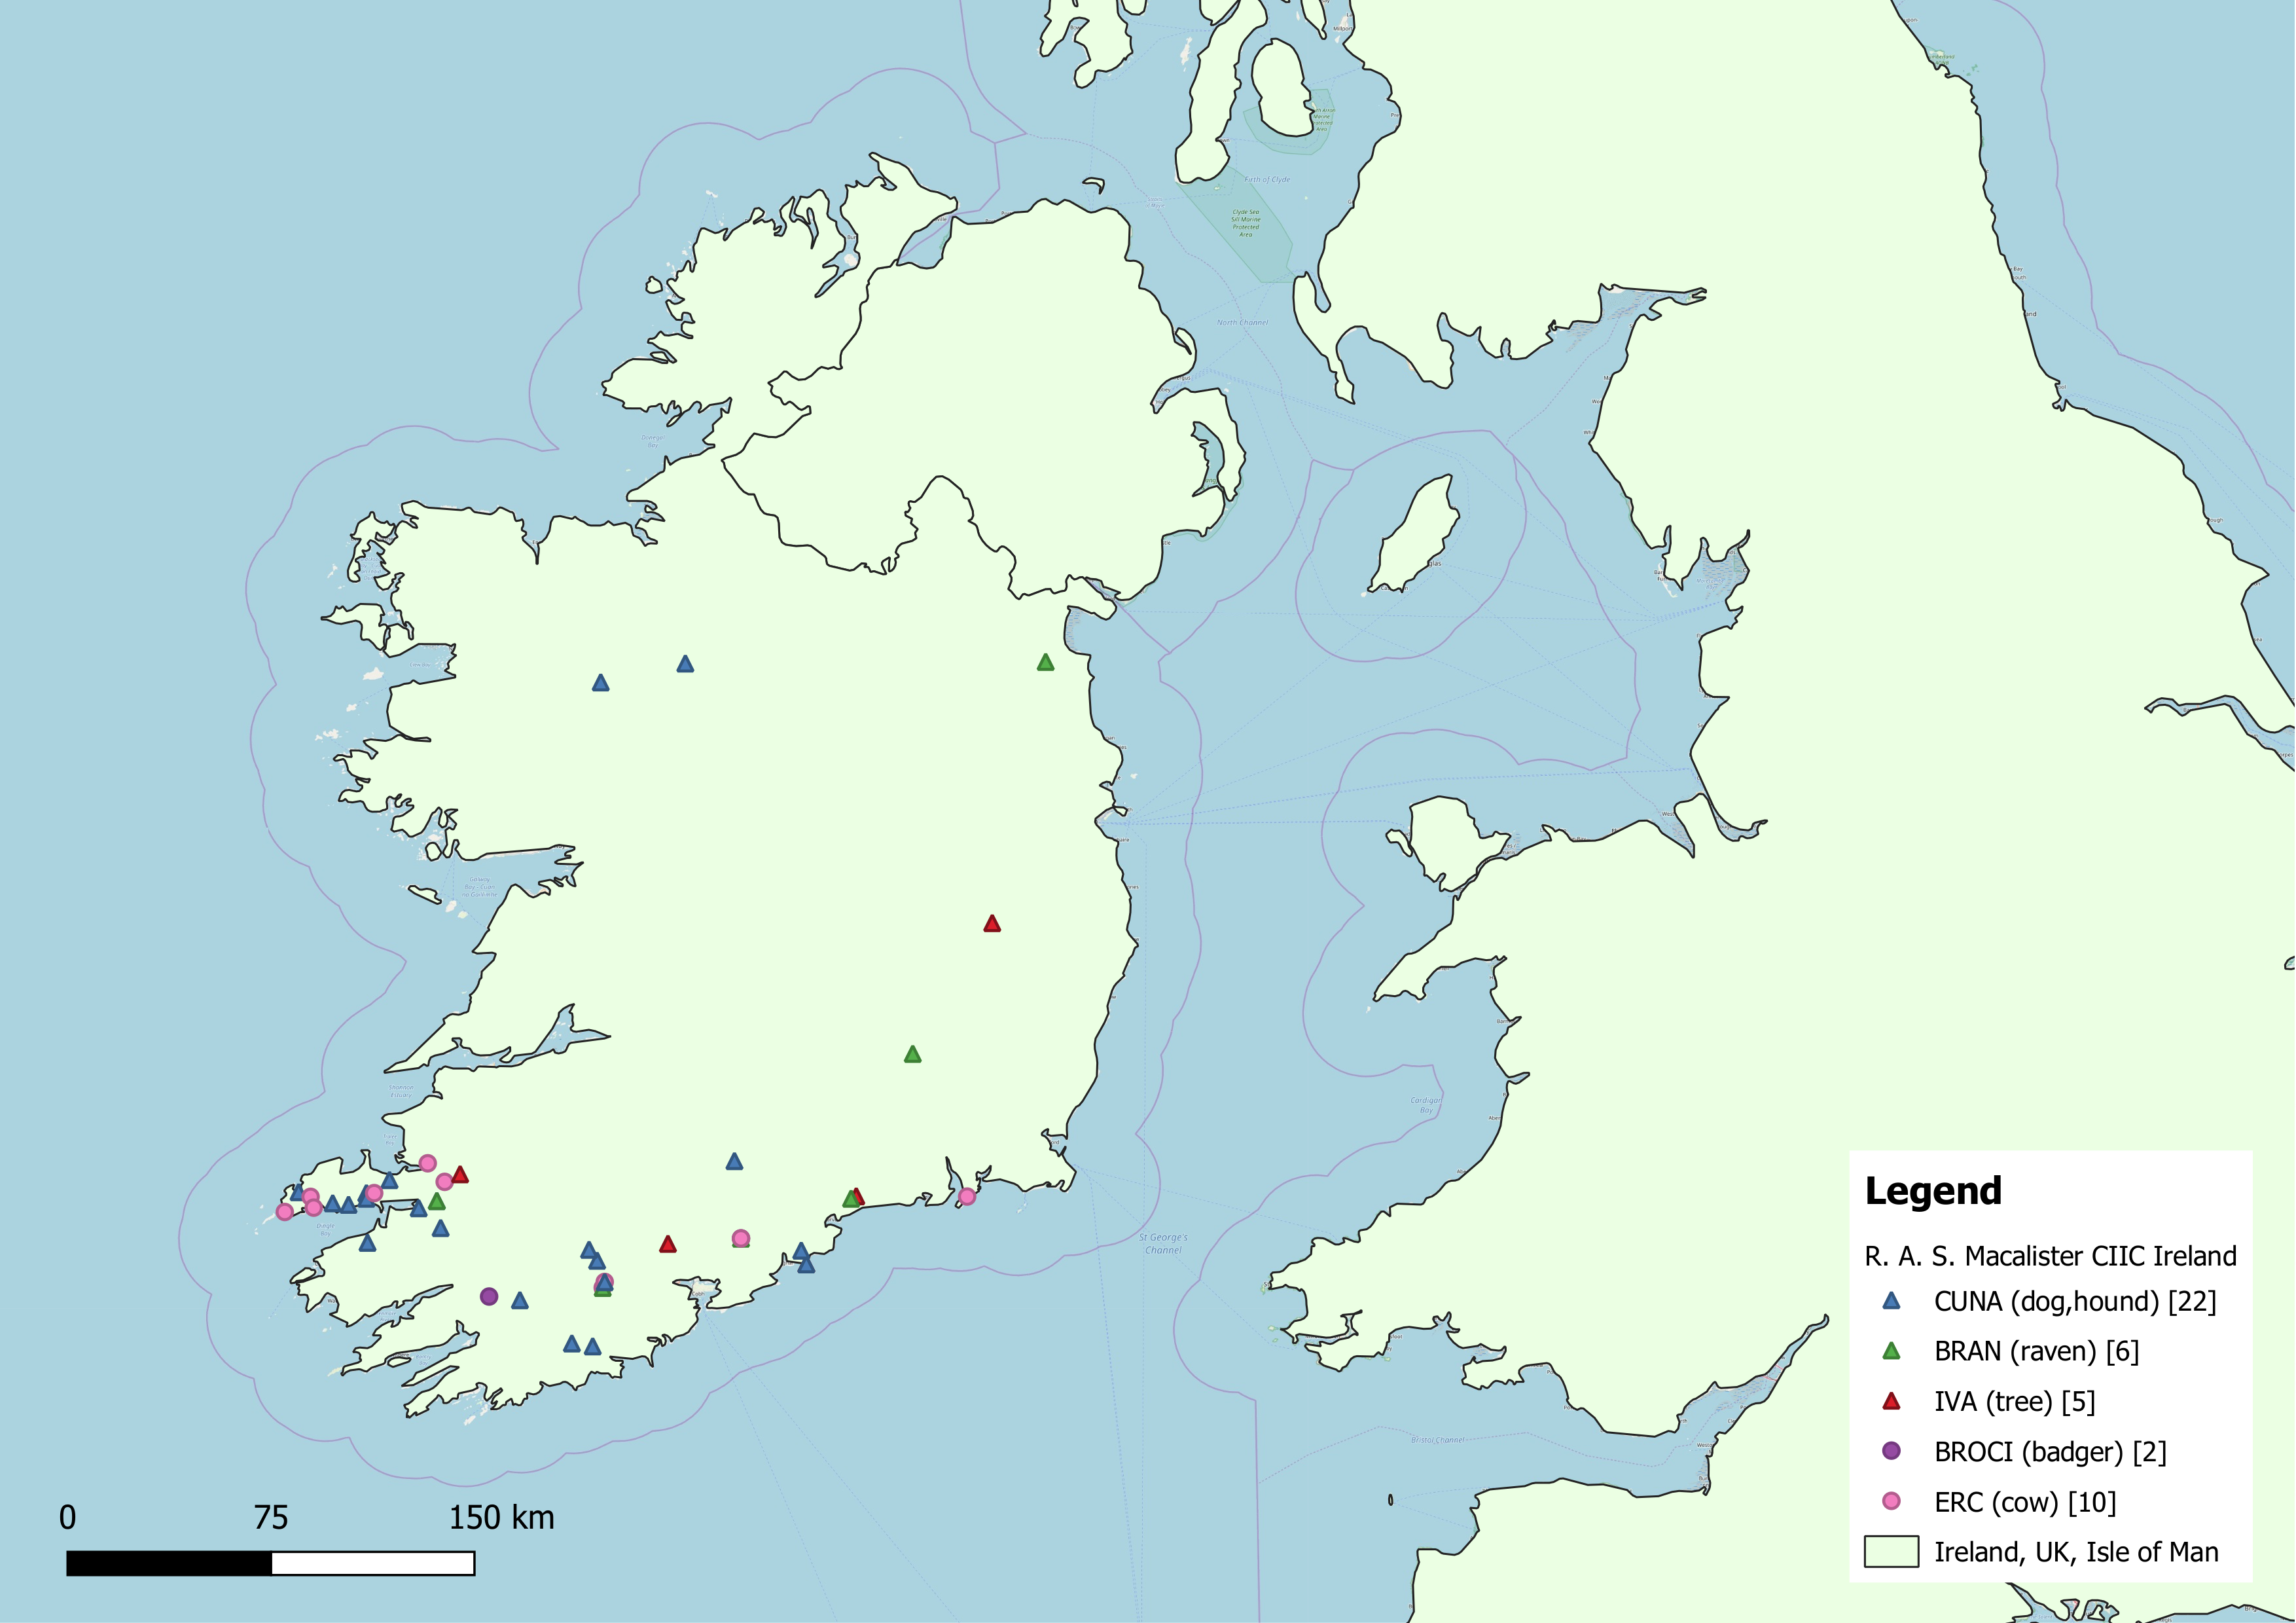 Firth of Clyde
Clyde Sea
Sill Marine
Protected
Area
North Channel
Donegal
Bay
Galway
Shannon
Estuary
Cardigan
Bay
Dingle
Bay
St George's
Channel
Bristol Channel
Legend
R. A. S. Macalister CIIC Ireland
CUNA (dog,hound) [22]
BRAN (raven) [6]
IVA (tree) [5]
BROCI (badger) [2]
ERC (cow) [10]
Ireland, UK, Isle of Man
0 75 150 km